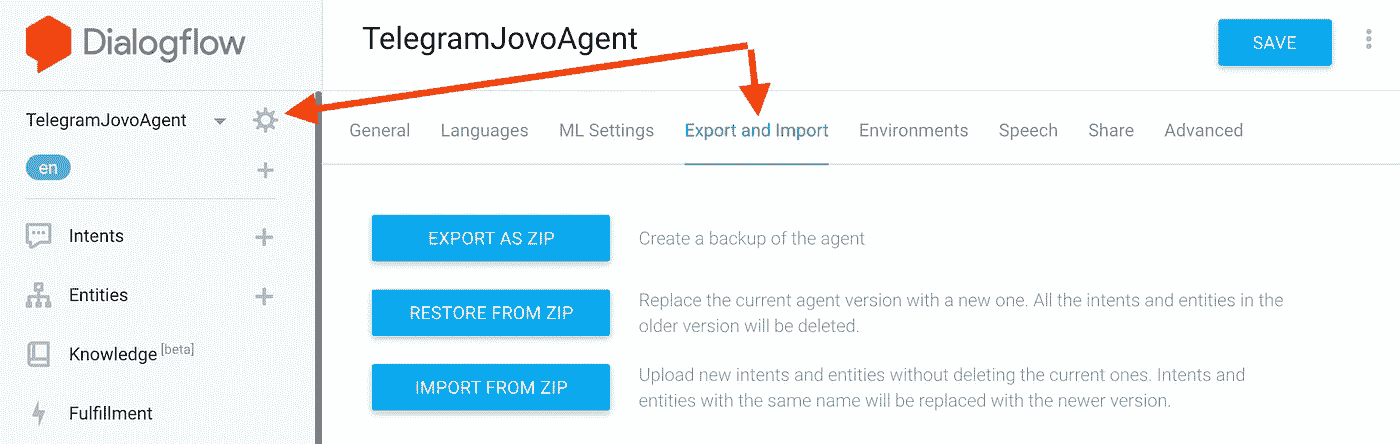 Dialogflow
TelegramJovoAgent
en
Intents
Entities
Knowledge [beta]
Fulfillment
TelegramJovoAgent
SAVE
General Languages ML Settings Export and Import Environments Speech Share Advanced
EXPORT AS ZIP
Create a backup of the agent
RESTORE FROM ZIP
Replace the current agent version with a new one. All the intents and entities in the
older version will be deleted.
IMPORT FROM ZIP
Upload new intents and entities without deleting the current ones. Intents and
entities with the same name will be replaced with the newer version.